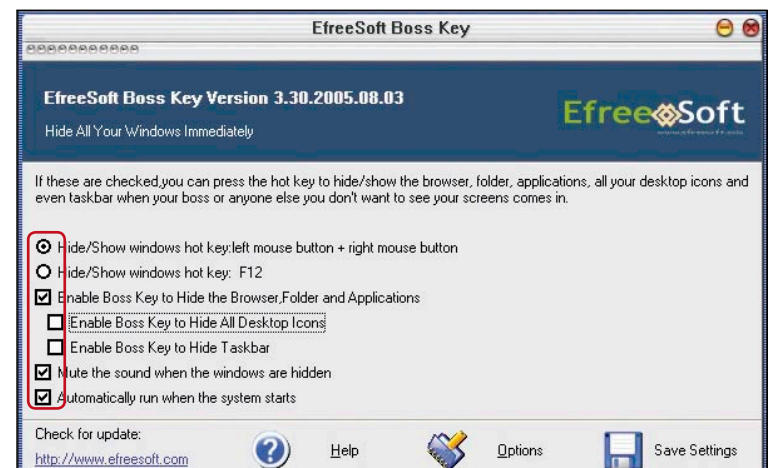 EfreeSoft Boss Key
EfreeSoft Boss Key Version 3.30.2005.08.03
Hide All Your Windows Immediately
EfreeSoft
If these are checked,you can press the hot key to hide/show the browser, folder, applications, all your desktop icons and
even taskbar when your boss or anyone else you don't want to see your screens comes in.
Hide/Show windows hot key:left mouse button + right mouse button
Hide/Show windows hot key: F12
Enable Boss Key to Hide the Browser,Folder and Applications
Enable Boss Key to Hide All Desktop Icons
Enable Boss Key to Hide Taskbar
Mute the sound when the windows are hidden
Automatically run when the system starts
Check for update:
http://www.efreesoft.com
Help
Options
Save Settings